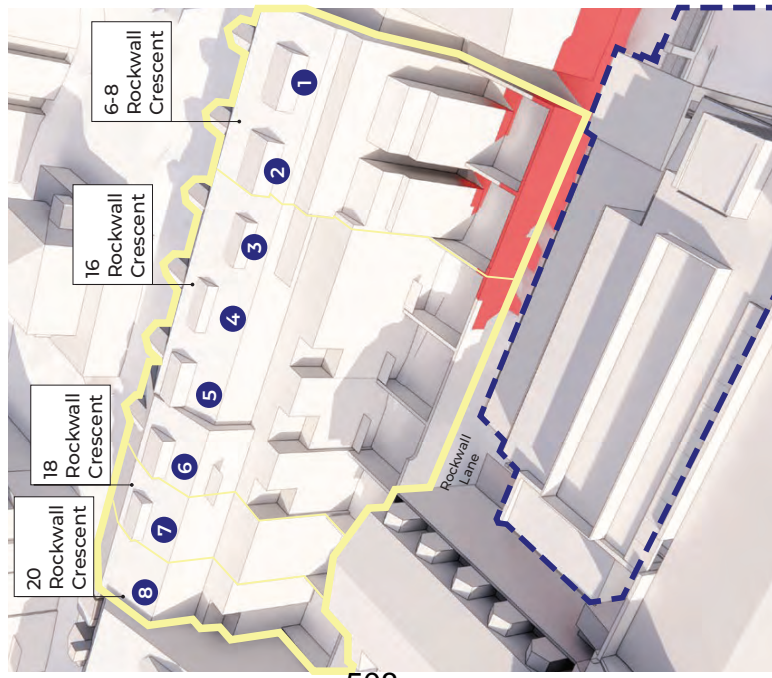 6-8
Rockwall
Crescent
16
Rockwall
Crescent
18
Rockwall
Crescent
20
Rockwall
Crescent
1
2
3
4
5
6
7
8
Rockwall
Lane